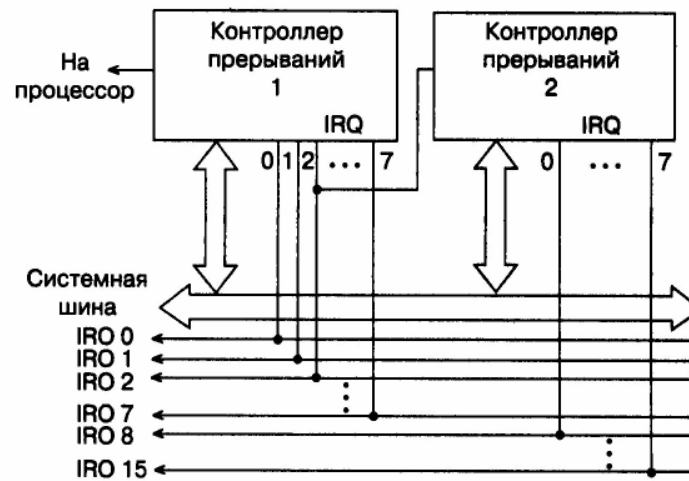 Контроллер
прерываний
1
IRQ
На
процессор
Контроллер
прерываний
2
IRQ
0 1 2 ... 7
0 ... 7
Системная
шина
IRO 0
IRO 1
IRO 2
IRO 7
IRO 8
IRO 15